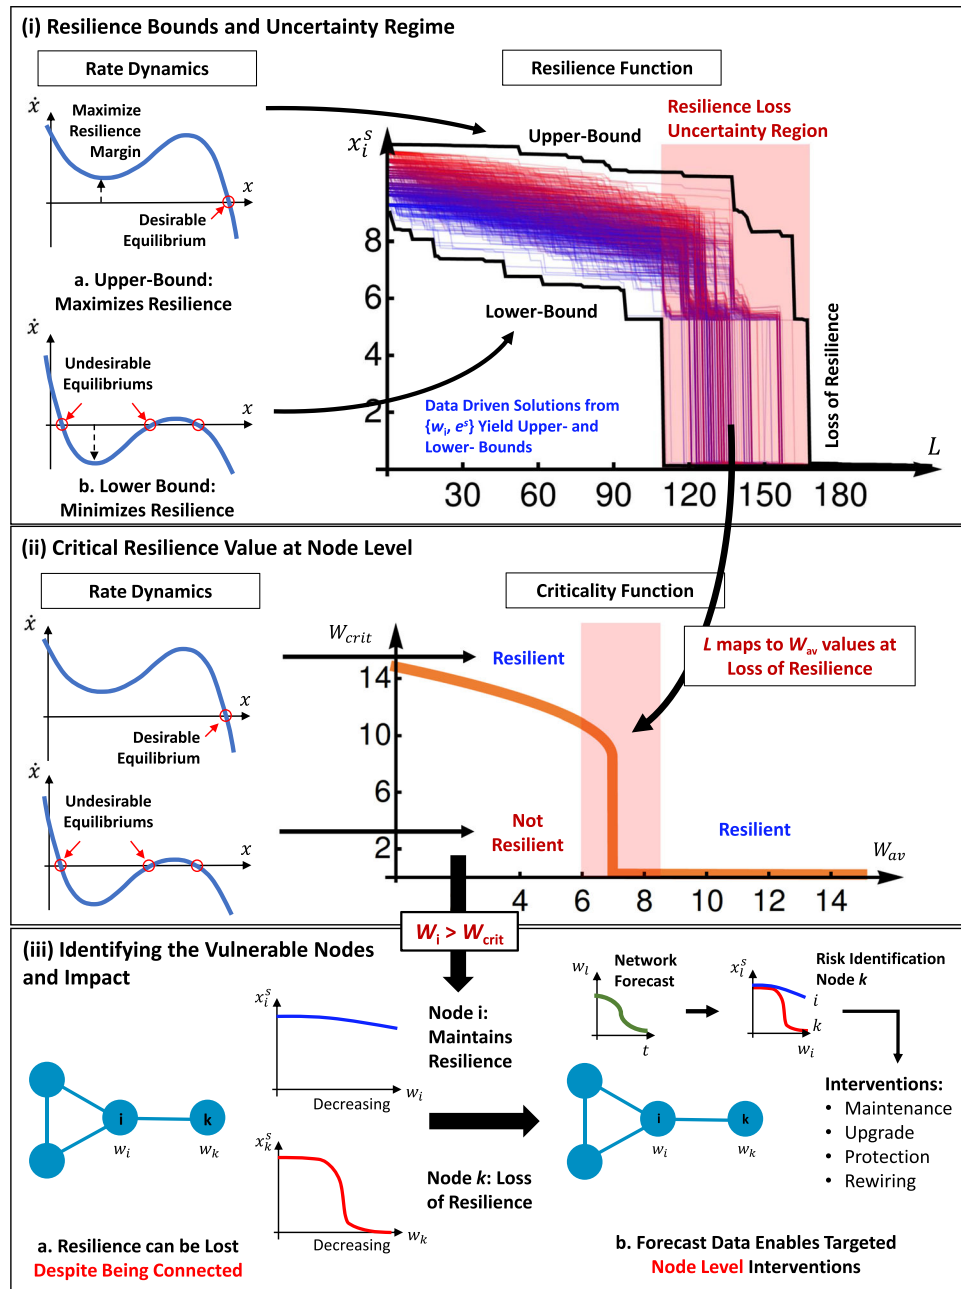 (i) Resilience Bounds and Uncertainty Regime
Rate Dynamics
Resilience Function
ẋ
Maximize
Resilience
Margin
x
Desirable
Equilibrium
a. Upper-Bound:
Maximizes Resilience
ẋ
Undesirable
Equilibriums
x
b. Lower Bound:
Minimizes Resilience
Resilience Loss
Uncertainty Region
x_i^s
Upper-Bound
8
6
4
2
Lower-Bound
Data Driven Solutions from
{w_i, e^s} Yield Upper- and
Lower- Bounds
Loss of Resilience
L
30 60 90 120 150 180
(ii) Critical Resilience Value at Node Level
Rate Dynamics
Criticality Function
ẋ
x
Desirable
Equilibrium
ẋ
Undesirable
Equilibriums
x
W_crit
Resilient
14
10
6
2
L maps to W_av values at
Loss of Resilience
Not
Resilient
Resilient
W_av
4 6 8 10 12 14
W_i > W_crit
(iii) Identifying the Vulnerable Nodes
and Impact
x_i^s
w_i
Decreasing
Node i:
Maintains
Resilience
i
k
w_i
w_k
x_k^s
w_k
Decreasing
Node k: Loss
of Resilience
a. Resilience can be Lost
Despite Being Connected
w_l
Network
Forecast
t
x_l^s
Risk Identification
Node k
i
k
w_i
i
k
w_i
w_k
Interventions:
• Maintenance
• Upgrade
• Protection
• Rewiring
b. Forecast Data Enables Targeted
Node Level Interventions